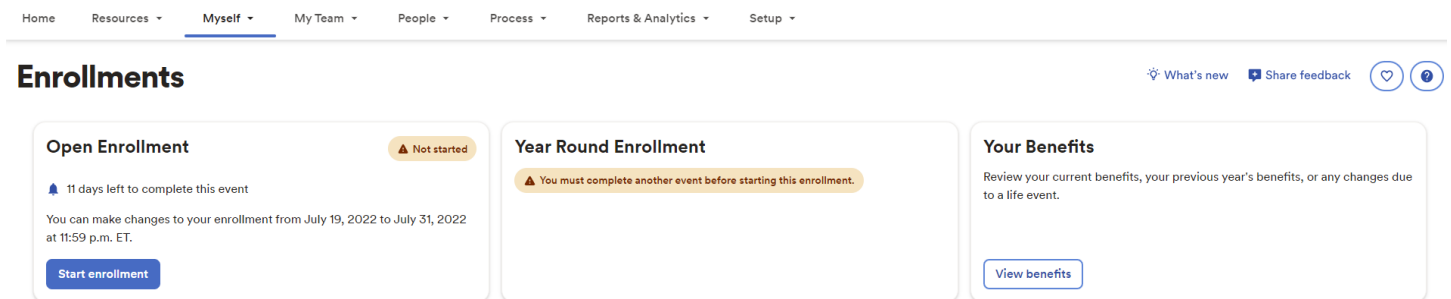 Home Resources Myself My Team People Process Reports & Analytics Setup
Enrollments
What's new Share feedback
Open Enrollment
Not started
11 days left to complete this event
You can make changes to your enrollment from July 19, 2022 to July 31, 2022
at 11:59 p.m. ET.
Start enrollment
Year Round Enrollment
You must complete another event before starting this enrollment.
Your Benefits
Review your current benefits, your previous year's benefits, or any changes due
to a life event.
View benefits